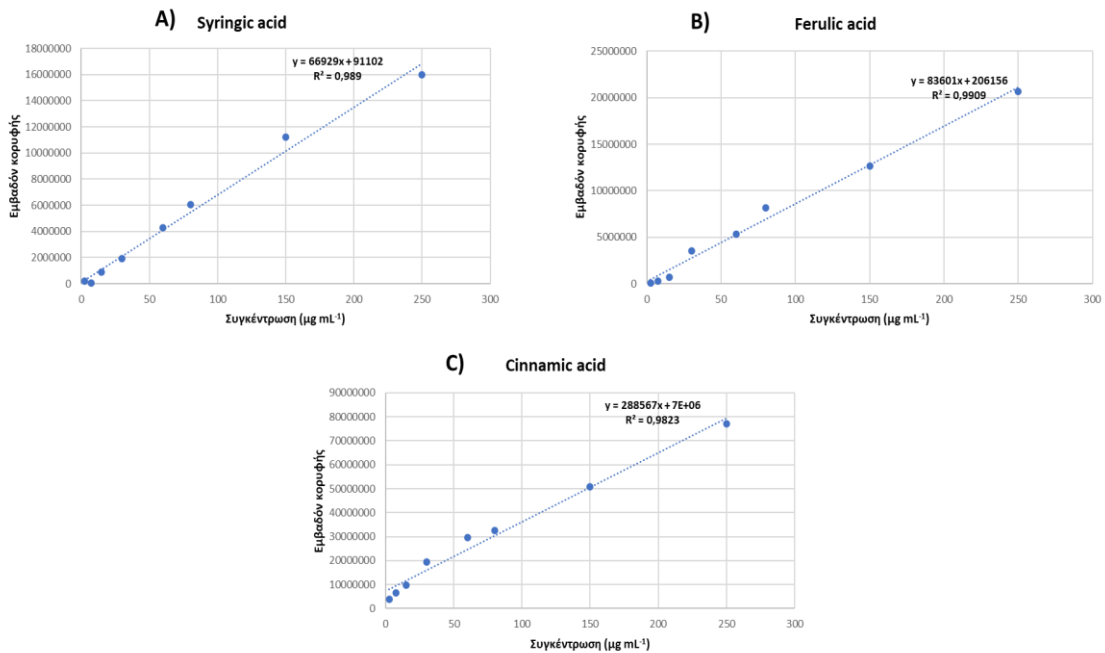 A)
Syringic acid
y = 66929x + 91102
R² = 0,989
Εμβαδόν κορυφής
18000000
16000000
14000000
12000000
10000000
8000000
6000000
4000000
2000000
0
0 50 100 150 200 250 300
Συγκέντρωση (μg mL⁻¹)
B)
Ferulic acid
y = 83601x + 206156
R² = 0,9909
Εμβαδόν κορυφής
25000000
20000000
15000000
10000000
5000000
0
0 50 100 150 200 250 300
Συγκέντρωση (μg mL⁻¹)
C)
Cinnamic acid
y = 288567x + 7E+06
R² = 0,9823
Εμβαδόν κορυφής
90000000
80000000
70000000
60000000
50000000
40000000
30000000
20000000
10000000
0
0 50 100 150 200 250 300
Συγκέντρωση (μg mL⁻¹)